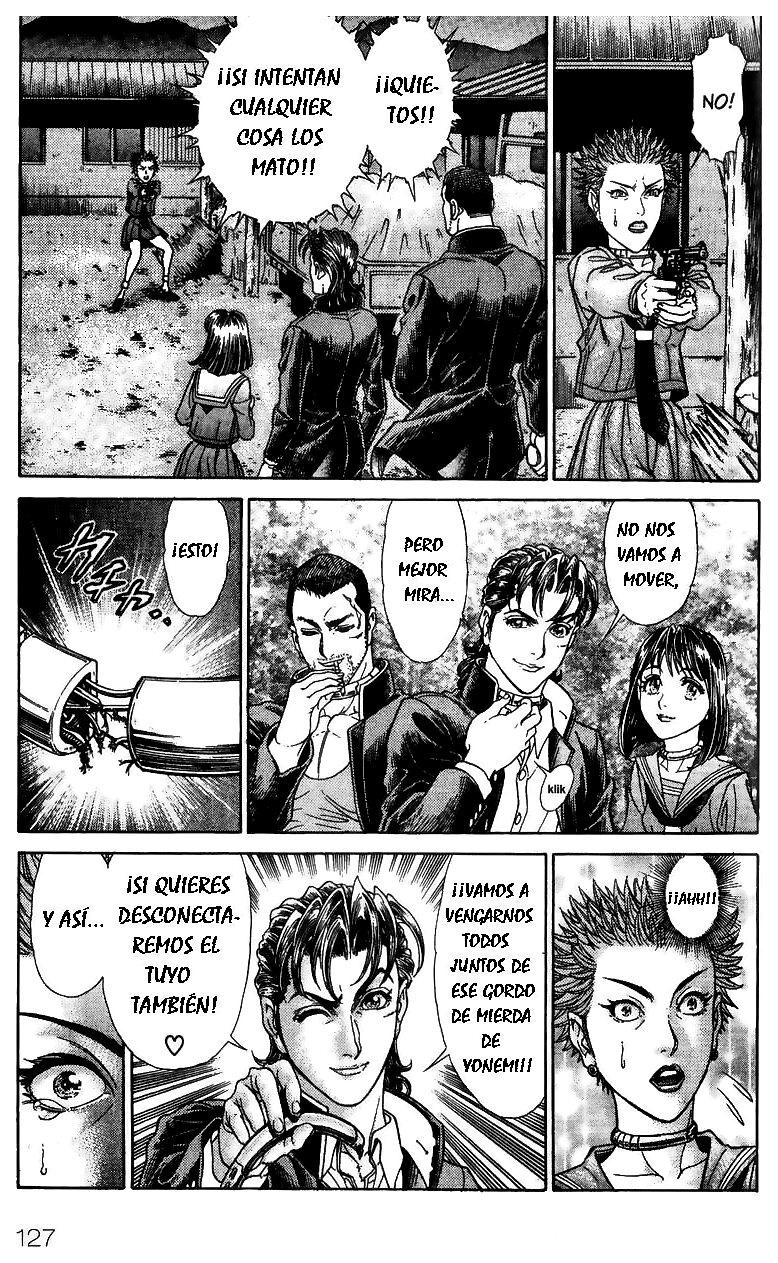 NO!
¡¡QUIE-
TOS!!
¡¡SI INTENTAN
CUALQUIER
COSA LOS
MATO!!
NO NOS
VAMOS A
MOVER,
PERO
MEJOR
MIRA...
klik
¡ESTO!
¡¡AHH!!
¡¡VAMOS A
VENGARNOS
TODOS
JUNTOS DE
ESE GORDO
DE MIERDA
DE
YONEMI!!
¡SI QUIERES
DESCONECTA-
REMOS EL
TUYO
TAMBIÉN!
♡
Y ASÍ...
127